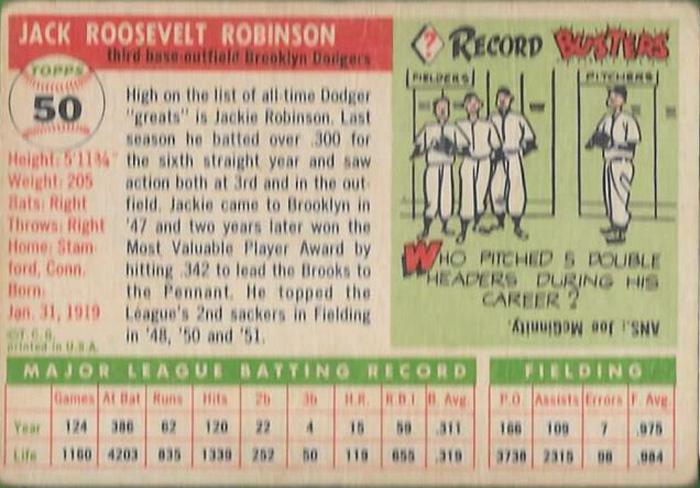 JACK ROOSEVELT ROBINSON
third base-outfield Brooklyn Dodgers
TOPPS
50
Height: 5'11¾"
Weight: 205
Bats: Right
Throws: Right
Home: Stam-
ford, Conn.
Born:
Jan. 31, 1919
©T.C.G.
printed in U.S.A.
High on the list of all-time Dodger
"greats" is Jackie Robinson. Last
season he batted over .300 for
the sixth straight year and saw
action both at 3rd and in the out-
field. Jackie came to Brooklyn in
'47 and two years later won the
Most Valuable Player Award by
hitting .342 to lead the Brooks to
the Pennant. He topped the
League's 2nd sackers in Fielding
in '48, '50 and '51.
? RECORD BUSTERS
FIELDERS
PITCHERS
WHO PITCHED 5 DOUBLE
HEADERS DURING HIS
CAREER?
ANS.: Joe McGinnity.
MAJOR LEAGUE BATTING RECORD
FIELDING
Games At Bat Runs Hits 2b 3b H.R. R.B.I. B. Avg. P.O. Assists Errors F. Avg.
Year 124 386 62 120 22 4 15 59 .311 166 109 7 .975
Life 1160 4203 835 1339 252 50 119 655 .319 3738 2315 98 .984